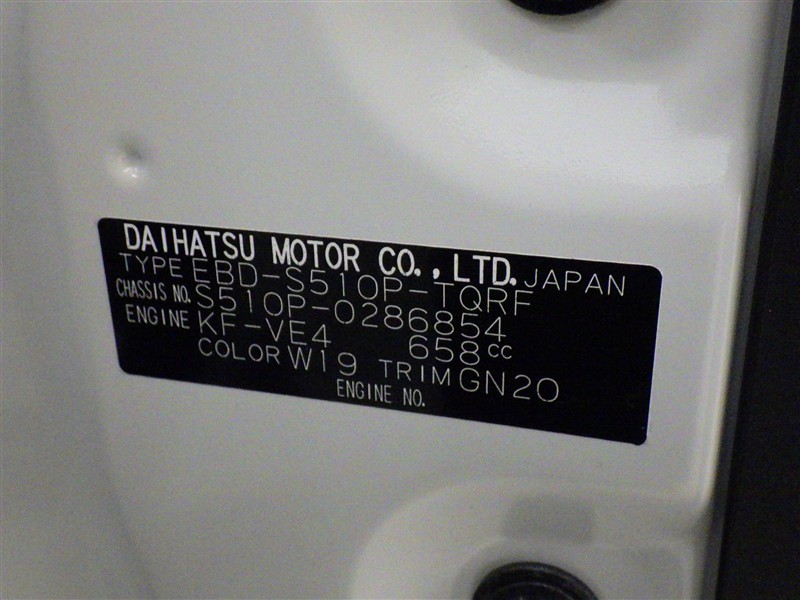 DAIHATSU MOTOR CO., LTD. JAPAN
TYPE EBD-S510P-TQRF
CHASSIS NO. S510P-0286854
ENGINE KF-VE4 658cc
COLOR W19 TRIM GN20
ENGINE NO.